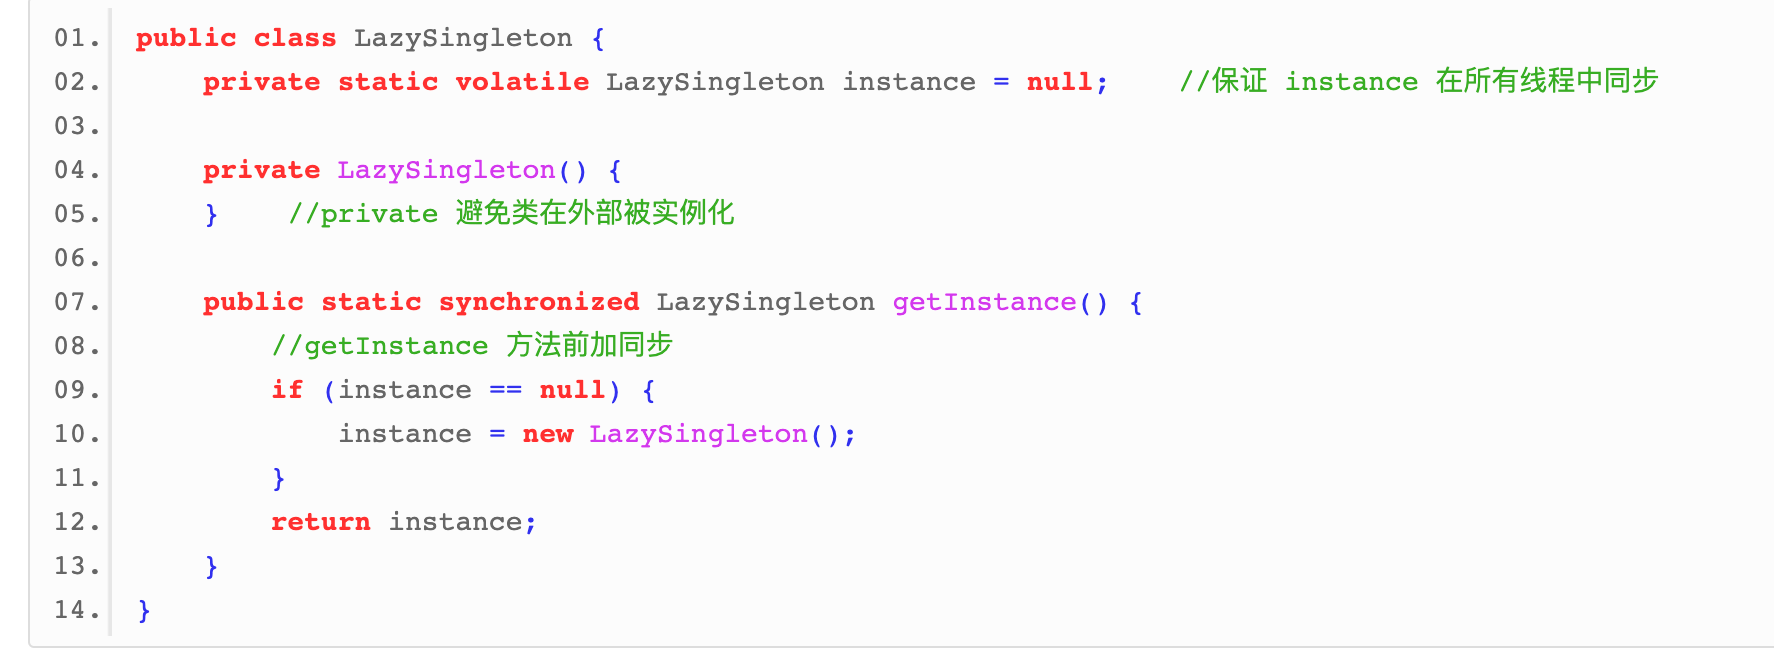 01. public class LazySingleton {
02.     private static volatile LazySingleton instance = null;    //保证 instance 在所有线程中同步
03.
04.     private LazySingleton() {
05.     }    //private 避免类在外部被实例化
06.
07.     public static synchronized LazySingleton getInstance() {
08.         //getInstance 方法前加同步
09.         if (instance == null) {
10.             instance = new LazySingleton();
11.         }
12.         return instance;
13.     }
14. }